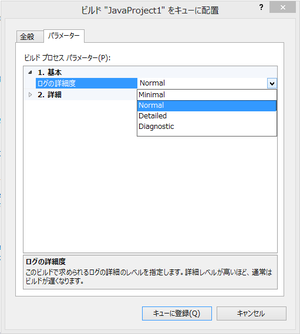 ビルド "JavaProject1" をキューに配置
?
全般
パラメーター
ビルド プロセス パラメーター(P):
1. 基本
ログの詳細度
Normal
2. 詳細
Minimal
Normal
Detailed
Diagnostic
ログの詳細度
このビルドで求められるログの詳細のレベルを指定します。詳細レベルが高いほど、通常は
ビルドが遅くなります。
キューに登録(Q)
キャンセル